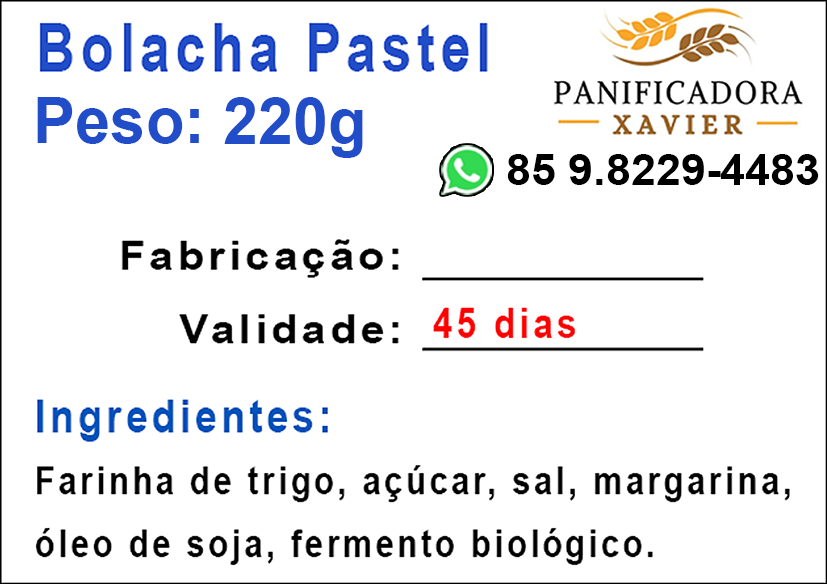 Bolacha Pastel
Peso: 220g
PANIFICADORA
XAVIER
85 9.8229-4483
Fabricação:
Validade: 45 dias
Ingredientes:
Farinha de trigo, açúcar, sal, margarina,
óleo de soja, fermento biológico.